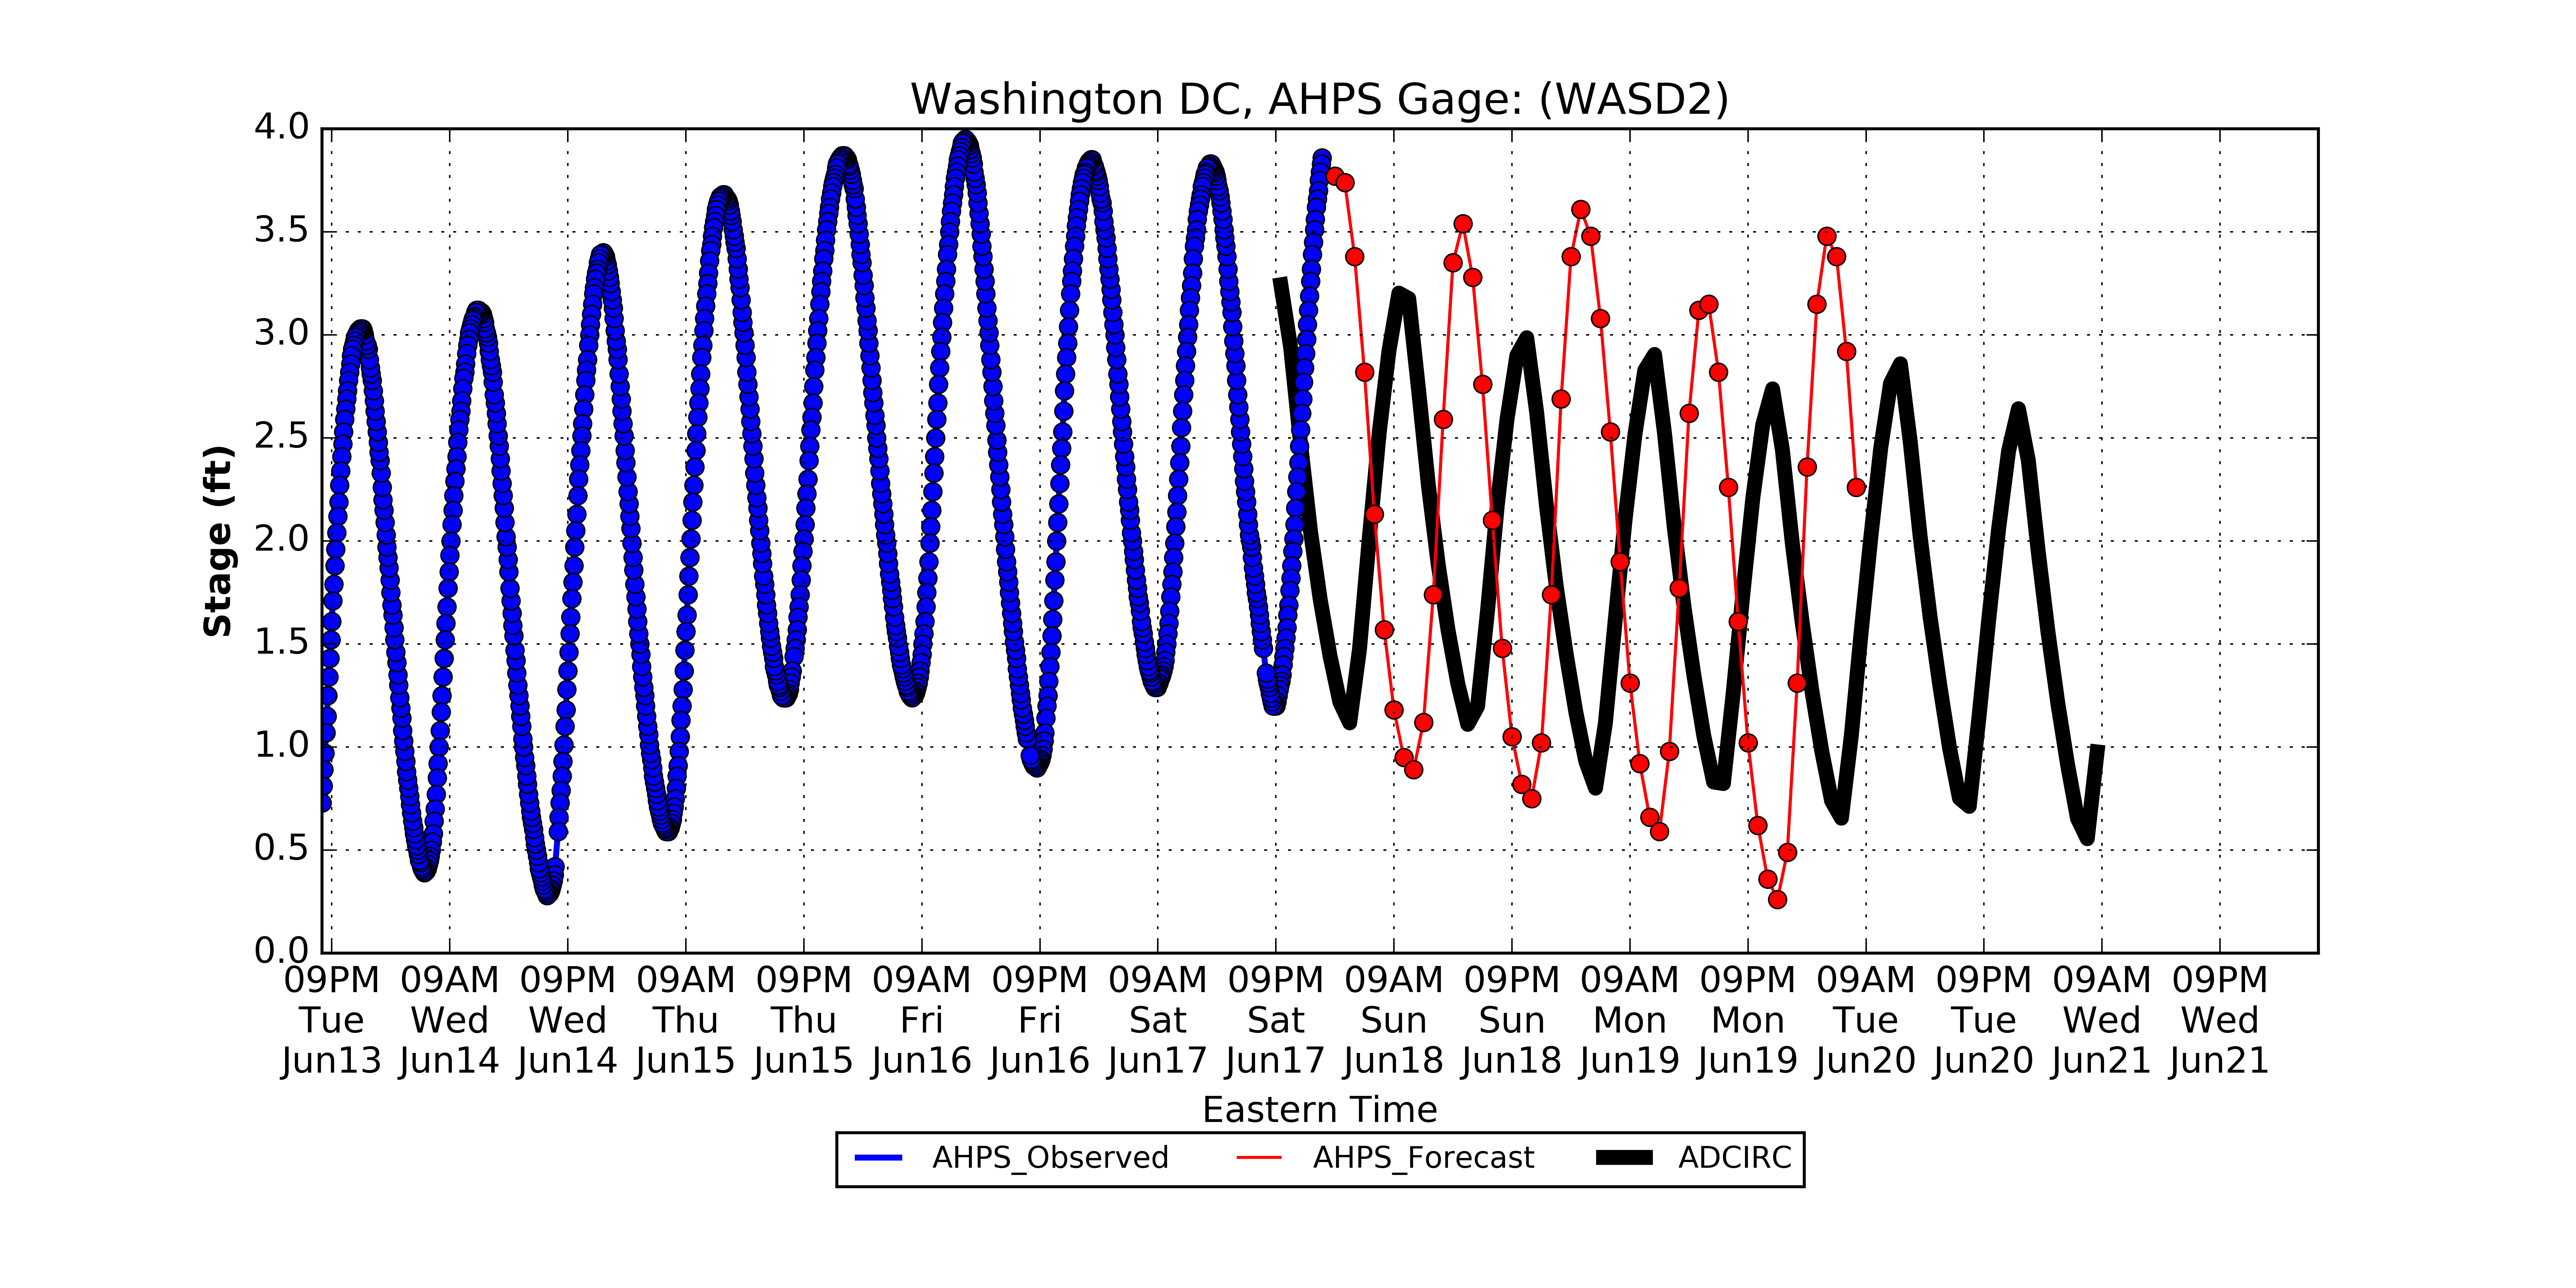 Washington DC, AHPS Gage: (WASD2)
4.0
3.5
3.0
2.5
2.0
1.5
1.0
0.5
0.0
Stage (ft)
09PM 09AM 09PM 09AM 09PM 09AM 09PM 09AM 09PM 09AM 09PM 09AM 09PM 09AM 09PM 09AM 09PM
Tue Wed Wed Thu Thu Fri Fri Sat Sat Sun Sun Mon Mon Tue Tue Wed Wed
Jun13 Jun14 Jun14 Jun15 Jun15 Jun16 Jun16 Jun17 Jun17 Jun18 Jun18 Jun19 Jun19 Jun20 Jun20 Jun21 Jun21
Eastern Time
AHPS_Observed AHPS_Forecast ADCIRC